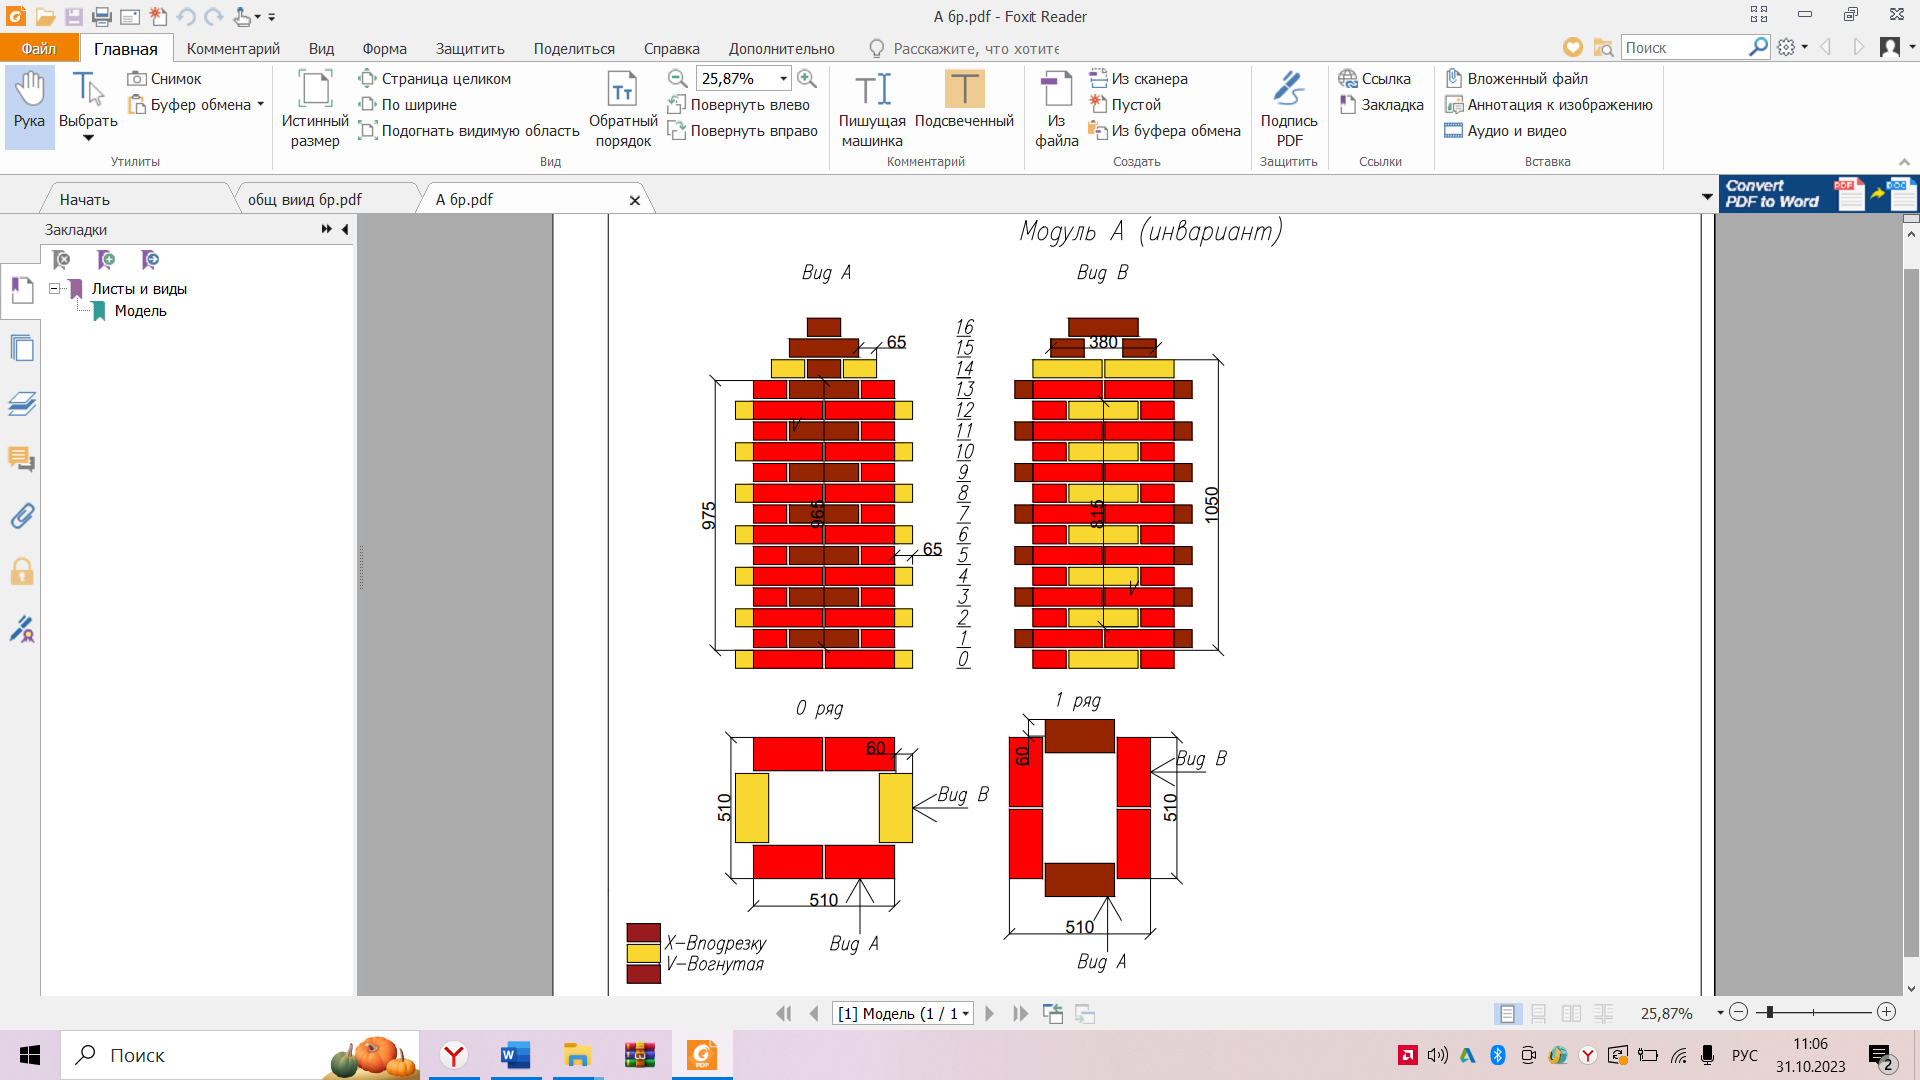 А бр.pdf - Foxit Reader
Файл
Главная
Комментарий
Вид
Форма
Защитить
Поделиться
Справка
Дополнительно
Расскажите, что хотите
Поиск
Рука
Выбрать
Снимок
Буфер обмена
Утилиты
Истинный размер
Страница целиком
По ширине
Подогнать видимую область
Обратный порядок
25,87%
Повернуть влево
Повернуть вправо
Вид
Пишущая машинка
Подсвеченный
Комментарий
Из файла
Из сканера
Пустой
Из буфера обмена
Создать
Подпись PDF
Защитить
Ссылка
Закладка
Ссылки
Вложенный файл
Аннотация к изображению
Аудио и видео
Вставка
Начать
общ виид бр.pdf
А бр.pdf
Convert
PDF to Word
PDF
DOC
Закладки
Листы и виды
Модель
Модуль А (инвариант)
Вид А
Вид В
16
15
14
13
12
11
10
9
8
7
6
5
4
3
2
1
0
65
65
975
965
V
380
815
1050
V
0 ряд
60
510
510
Вид В
Вид А
1 ряд
60
510
510
Вид В
Вид А
Х-Вподрезку
V-Вогнутая
[1] Модель (1 / 1
25,87%
Поиск
PDF
РУС
11:06
31.10.2023
2